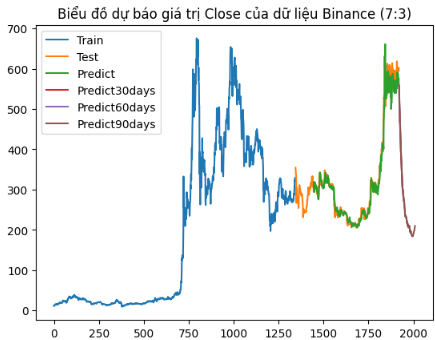 Biểu đồ dự báo giá trị Close của dữ liệu Binance (7:3)
Train
Test
Predict
Predict30days
Predict60days
Predict90days
700
600
500
400
300
200
100
0
0 250 500 750 1000 1250 1500 1750 2000